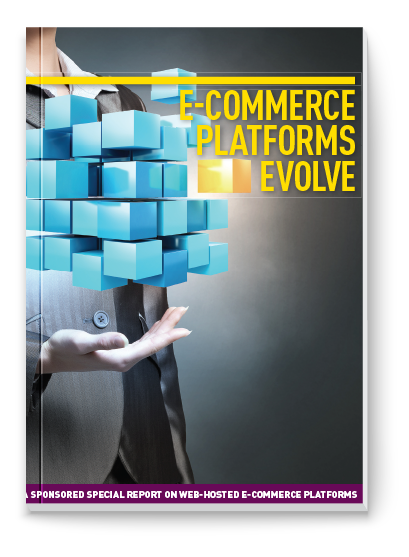 E-COMMERCE
PLATFORMS
EVOLVE
A SPONSORED SPECIAL REPORT ON WEB-HOSTED E-COMMERCE PLATFORMS